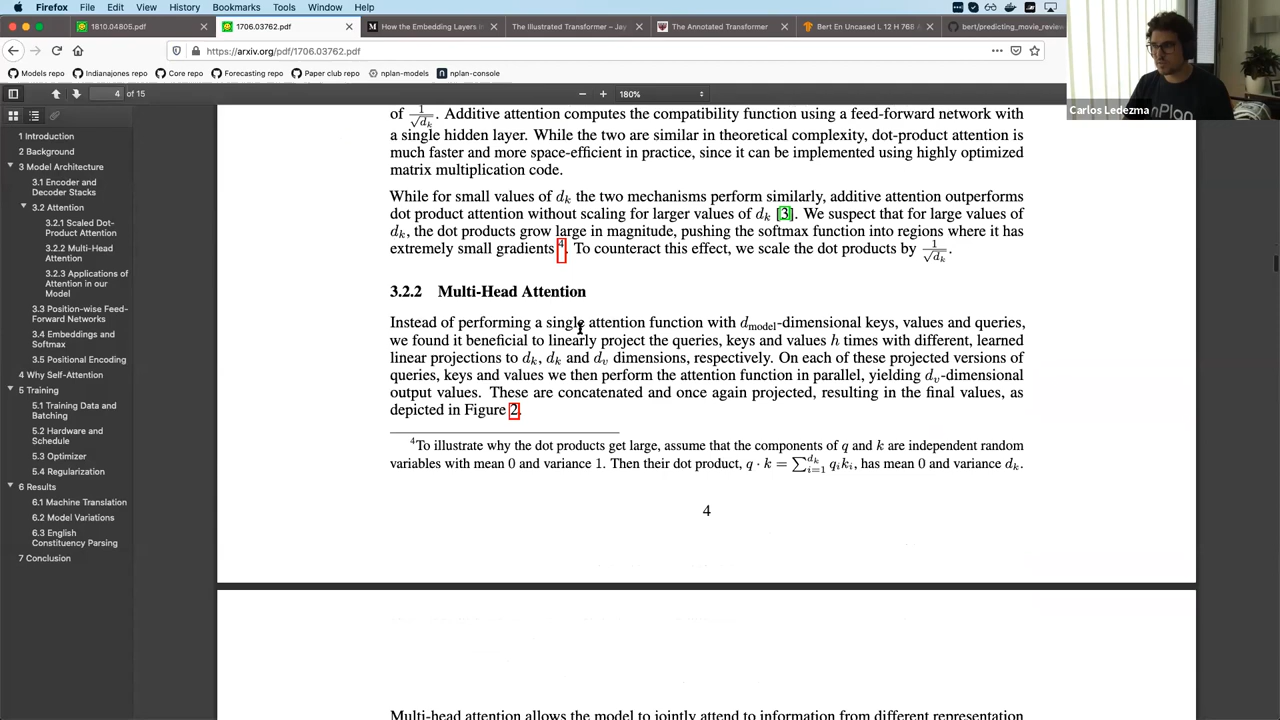 Firefox File Edit View History Bookmarks Tools Window Help
1810.04805.pdf
1706.03762.pdf
How the Embedding Layers i
The Illustrated Transformer – Jay
The Annotated Transformer
Bert En Uncased L 12 H 768 A
bert/predicting_movie_review
https://arxiv.org/pdf/1706.03762.pdf
Models repo Indianajones repo Core repo Forecasting repo Paper club repo nplan-models nplan-console
4 of 15
180%
Carlos Ledezma
1 Introduction
2 Background
3 Model Architecture
3.1 Encoder and
Decoder Stacks
3.2 Attention
3.2.1 Scaled Dot-
Product Attention
3.2.2 Multi-Head
Attention
3.2.3 Applications of
Attention in our
Model
3.3 Position-wise Feed-
Forward Networks
3.4 Embeddings and
Softmax
3.5 Positional Encoding
4 Why Self-Attention
5 Training
5.1 Training Data and
Batching
5.2 Hardware and
Schedule
5.3 Optimizer
5.4 Regularization
6 Results
6.1 Machine Translation
6.2 Model Variations
6.3 English
Constituency Parsing
7 Conclusion
of 1/√dk. Additive attention computes the compatibility function using a feed-forward network with
a single hidden layer. While the two are similar in theoretical complexity, dot-product attention is
much faster and more space-efficient in practice, since it can be implemented using highly optimized
matrix multiplication code.
While for small values of dk the two mechanisms perform similarly, additive attention outperforms
dot product attention without scaling for larger values of dk [3]. We suspect that for large values of
dk, the dot products grow large in magnitude, pushing the softmax function into regions where it has
extremely small gradients 4. To counteract this effect, we scale the dot products by 1/√dk.
3.2.2 Multi-Head Attention
Instead of performing a single attention function with dmodel-dimensional keys, values and queries,
we found it beneficial to linearly project the queries, keys and values h times with different, learned
linear projections to dk, dk and dv dimensions, respectively. On each of these projected versions of
queries, keys and values we then perform the attention function in parallel, yielding dv-dimensional
output values. These are concatenated and once again projected, resulting in the final values, as
depicted in Figure 2.
4To illustrate why the dot products get large, assume that the components of q and k are independent random
variables with mean 0 and variance 1. Then their dot product, q · k = ∑i=1dk qiki, has mean 0 and variance dk.
4
Multi-head attention allows the model to jointly attend to information from different representation